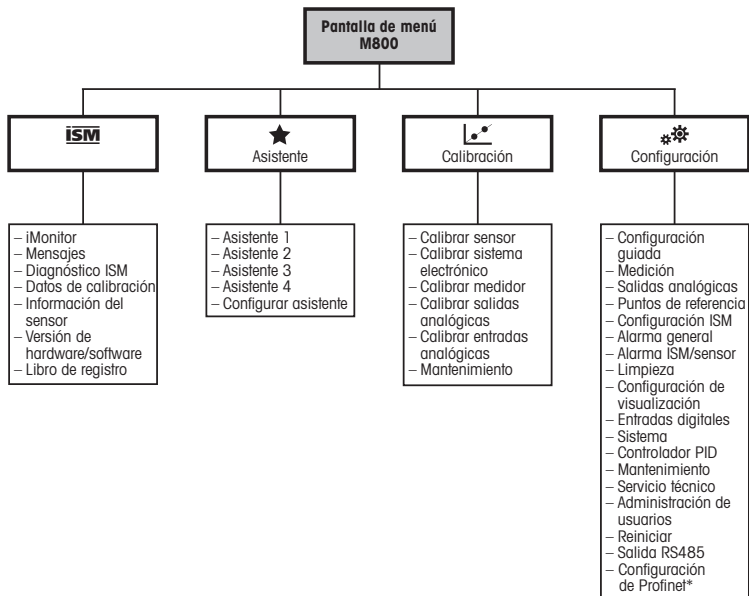 Pantalla de menú
M800
ISM
Asistente
Calibración
Configuración
– iMonitor
– Mensajes
– Diagnóstico ISM
– Datos de calibración
– Información del
sensor
– Versión de
hardware/software
– Libro de registro
– Asistente 1
– Asistente 2
– Asistente 3
– Asistente 4
– Configurar asistente
– Calibrar sensor
– Calibrar sistema
electrónico
– Calibrar medidor
– Calibrar salidas
analógicas
– Calibrar entradas
analógicas
– Mantenimiento
– Configuración
guiada
– Medición
– Salidas analógicas
– Puntos de referencia
– Configuración ISM
– Alarma general
– Alarma ISM/sensor
– Limpieza
– Configuración de
visualización
– Entradas digitales
– Sistema
– Controlador PID
– Mantenimiento
– Servicio técnico
– Administración de
usuarios
– Reiniciar
– Salida RS485
– Configuración
de Profinet*